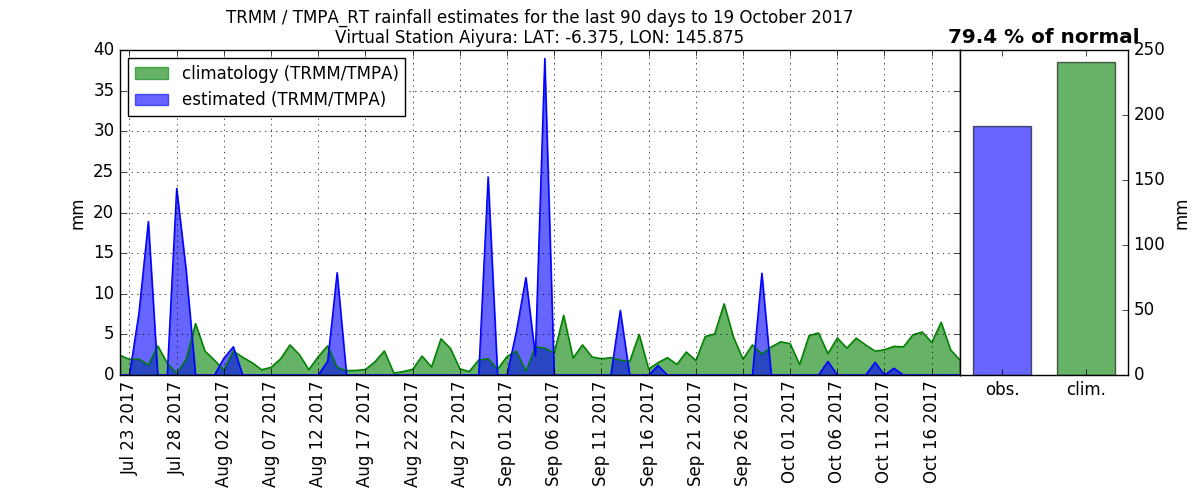 TRMM / TMPA_RT rainfall estimates for the last 90 days to 19 October 2017
Virtual Station Aiyura: LAT: -6.375, LON: 145.875
79.4 % of normal
climatology (TRMM/TMPA)
estimated (TRMM/TMPA)
mm
40
35
30
25
20
15
10
5
0
Jul 23 2017
Jul 28 2017
Aug 02 2017
Aug 07 2017
Aug 12 2017
Aug 17 2017
Aug 22 2017
Aug 27 2017
Sep 01 2017
Sep 06 2017
Sep 11 2017
Sep 16 2017
Sep 21 2017
Sep 26 2017
Oct 01 2017
Oct 06 2017
Oct 11 2017
Oct 16 2017
250
200
150
100
50
0
mm
obs.
clim.